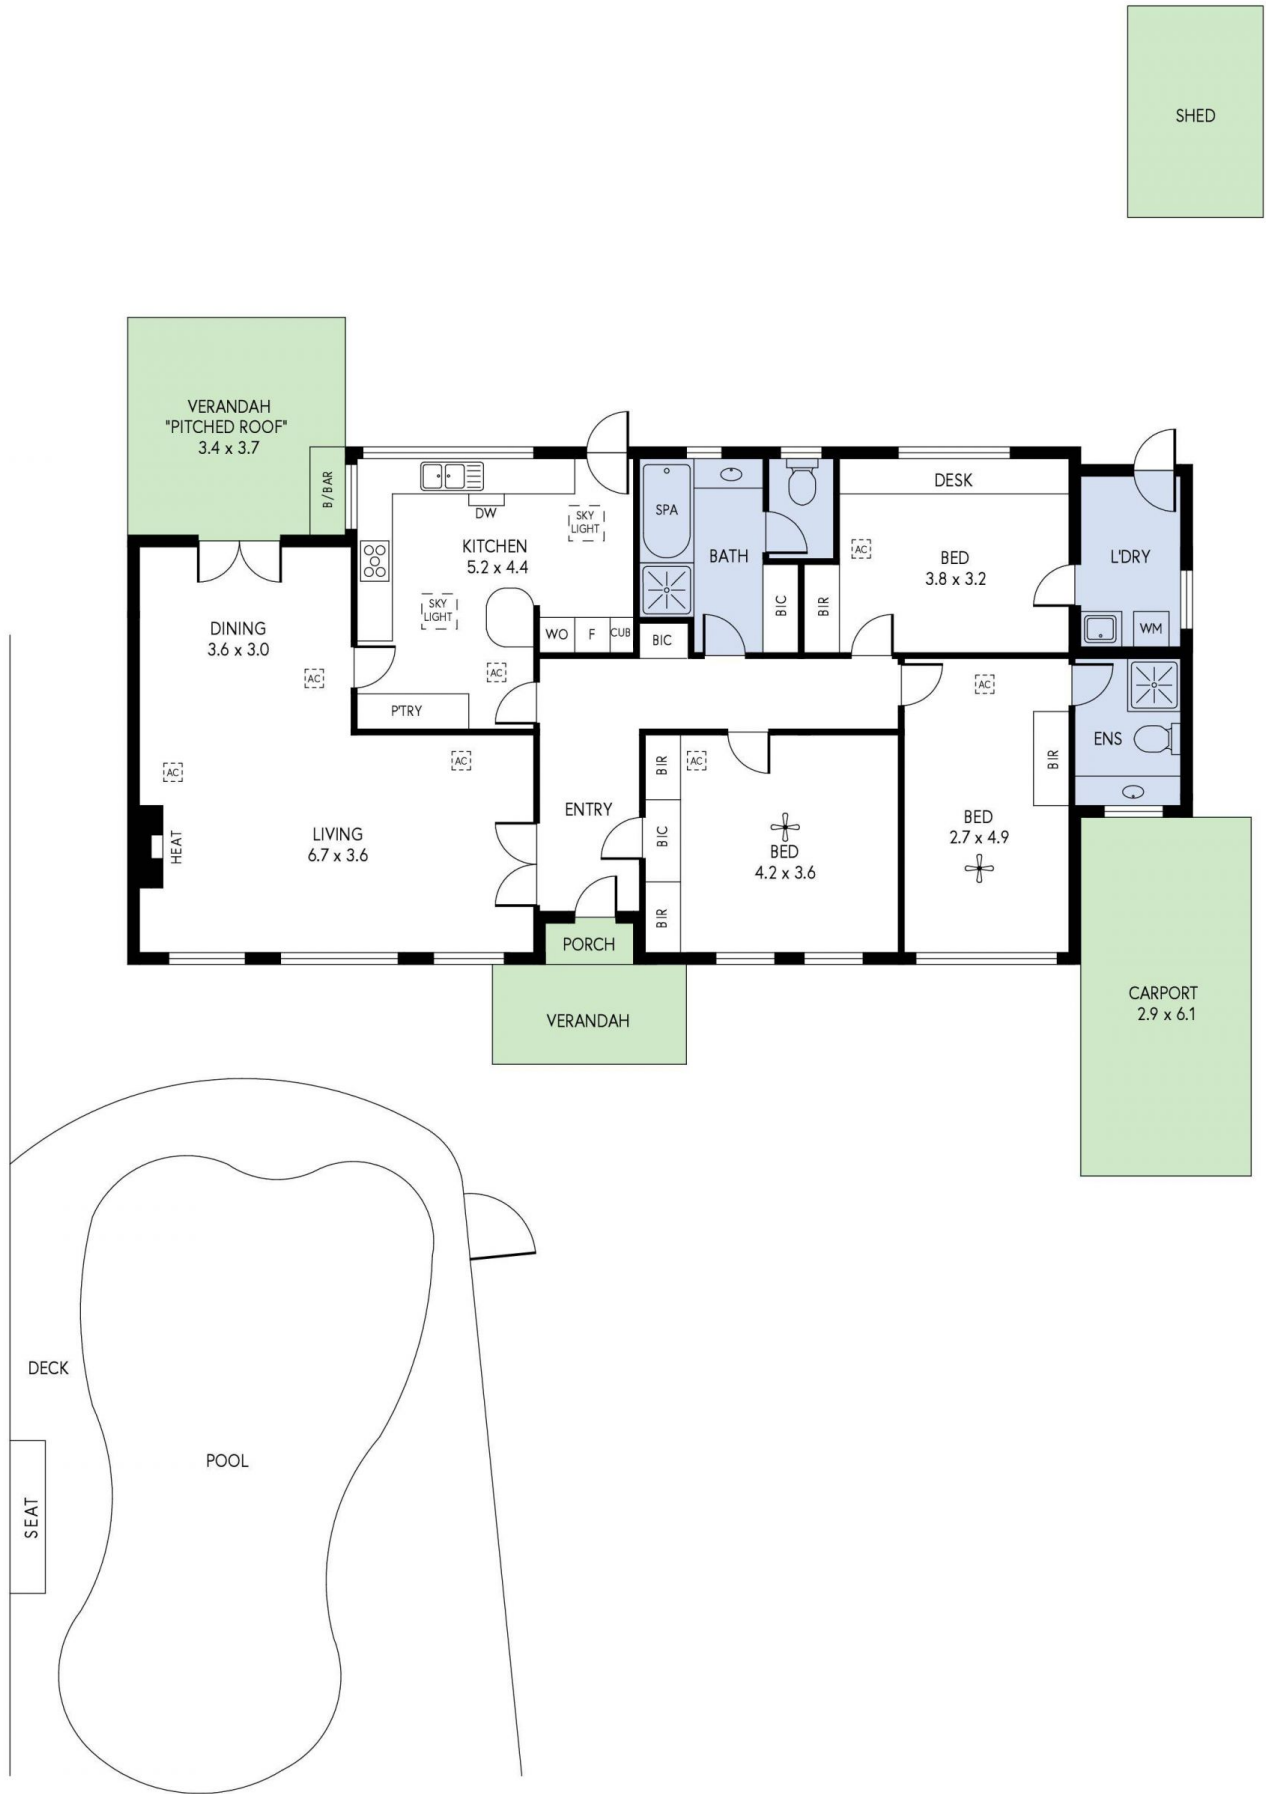 SHED
VERANDAH
"PITCHED ROOF"
3.4 x 3.7
B/BAR
DW
SKY
LIGHT
KITCHEN
5.2 x 4.4
SKY
LIGHT
WO
F
CUB
AC
P'TRY
SPA
BATH
BIC
BIC
BIR
DESK
AC
BED
3.8 x 3.2
L'DRY
WM
DINING
3.6 x 3.0
AC
AC
AC
HEAT
LIVING
6.7 x 3.6
ENTRY
BIR
BIC
BIR
AC
BED
4.2 x 3.6
AC
BIR
BED
2.7 x 4.9
ENS
PORCH
VERANDAH
CARPORT
2.9 x 6.1
DECK
POOL
SEAT